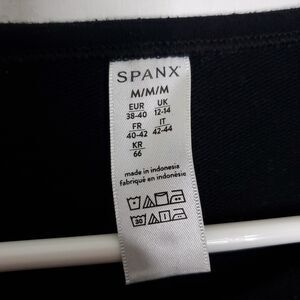 SPANX®
M/M/M
EUR UK
38-40 12-14
FR IT
40-42 42-44
KR
66
made in indonesia
fabriqué en indonésie
30